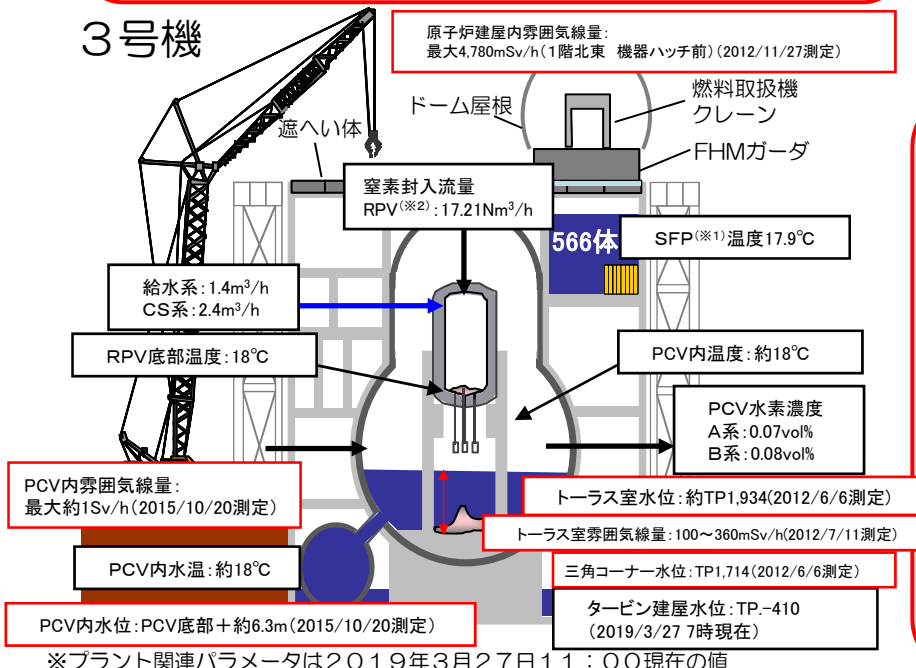 3号機
原子炉建屋内雰囲気線量:
最大4,780mSv/h(1階北東 機器ハッチ前)(2012/11/27測定)
ドーム屋根
燃料取扱機
クレーン
遮へい体
FHMガーダ
窒素封入流量
RPV(※2):17.21Nm³/h
566体
SFP(※1)温度17.9℃
給水系:1.4m³/h
CS系:2.4m³/h
RPV底部温度:18℃
PCV内温度:約18℃
PCV水素濃度
A系:0.07vol%
B系:0.08vol%
PCV内雰囲気線量:
最大約1Sv/h(2015/10/20測定)
トーラス室水位:約TP1,934(2012/6/6測定)
トーラス室雰囲気線量:100～360mSv/h(2012/7/11測定)
PCV内水温:約18℃
三角コーナー水位:TP1,714(2012/6/6測定)
タービン建屋水位:TP.-410
(2019/3/27 7時現在)
PCV内水位:PCV底部+約6.3m(2015/10/20測定)
※プラント関連パラメータは2019年3月27日11:00現在の値